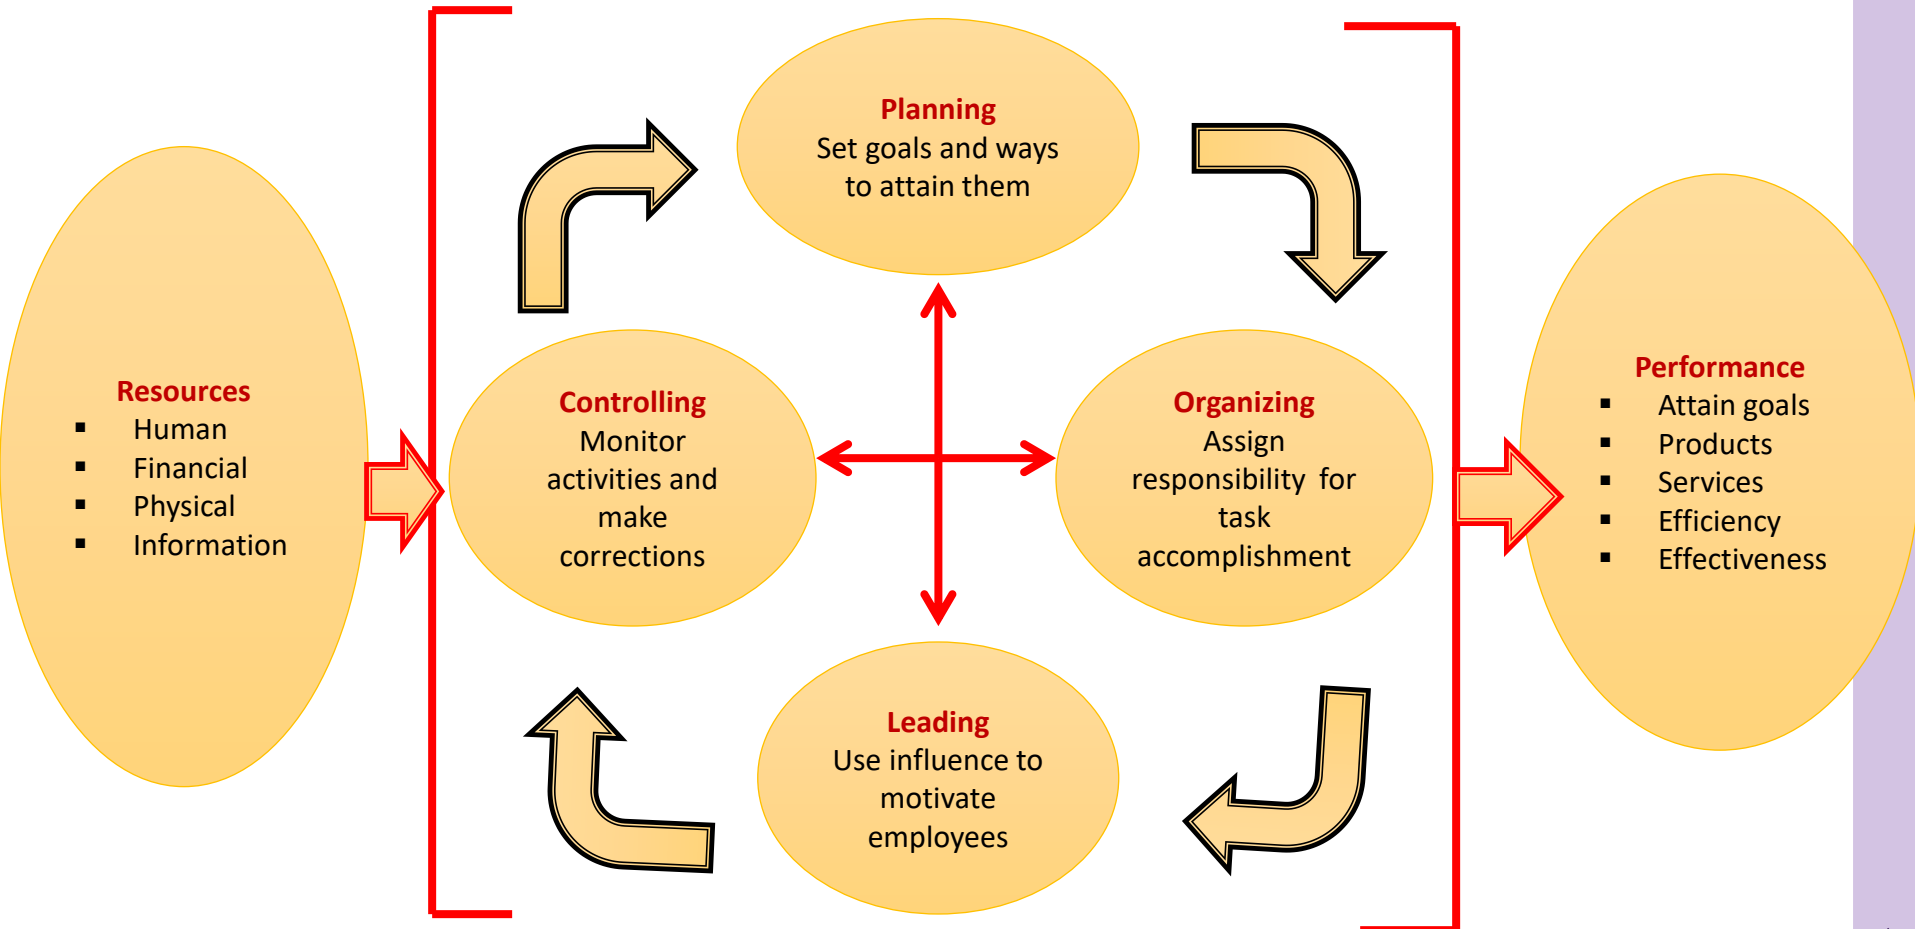 Planning
Set goals and ways
to attain them
Resources
▪ Human
▪ Financial
▪ Physical
▪ Information
Controlling
Monitor
activities and
make
corrections
Organizing
Assign
responsibility for
task
accomplishment
Leading
Use influence to
motivate
employees
Performance
▪ Attain goals
▪ Products
▪ Services
▪ Efficiency
▪ Effectiveness